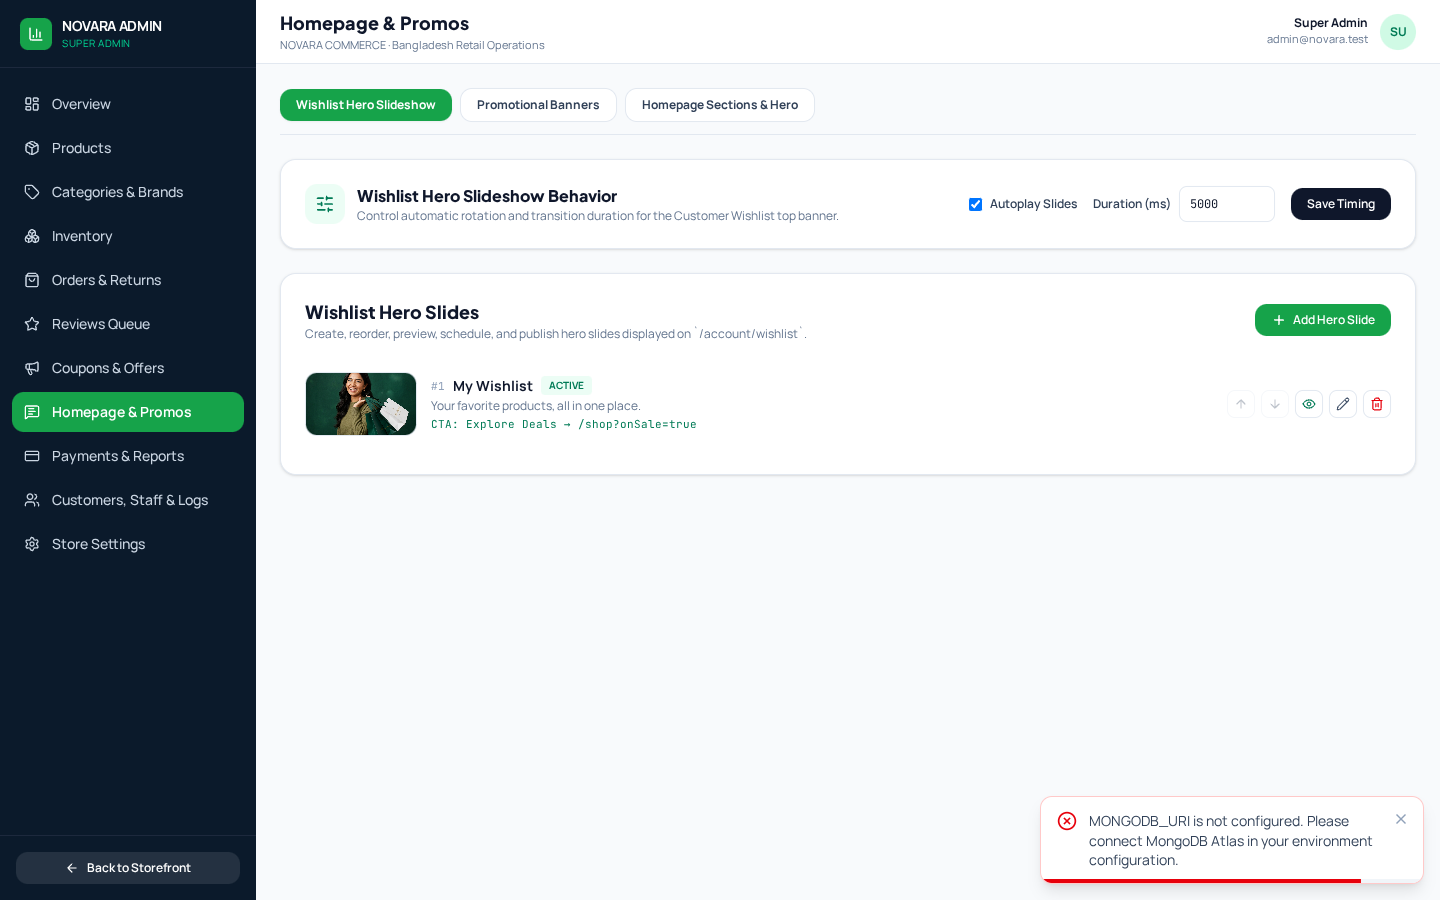 NOVARA ADMIN
SUPER ADMIN
Overview
Products
Categories & Brands
Inventory
Orders & Returns
Reviews Queue
Coupons & Offers
Homepage & Promos
Payments & Reports
Customers, Staff & Logs
Store Settings
Back to Storefront
Homepage & Promos
NOVARA COMMERCE · Bangladesh Retail Operations
Super Admin
admin@novara.test
SU
Wishlist Hero Slideshow
Promotional Banners
Homepage Sections & Hero
Wishlist Hero Slideshow Behavior
Control automatic rotation and transition duration for the Customer Wishlist top banner.
Autoplay Slides
Duration (ms)
5000
Save Timing
Wishlist Hero Slides
Create, reorder, preview, schedule, and publish hero slides displayed on `/account/wishlist`.
Add Hero Slide
#1 My Wishlist ACTIVE
Your favorite products, all in one place.
CTA: Explore Deals → /shop?onSale=true
MONGODB_URI is not configured. Please
connect MongoDB Atlas in your environment
configuration.